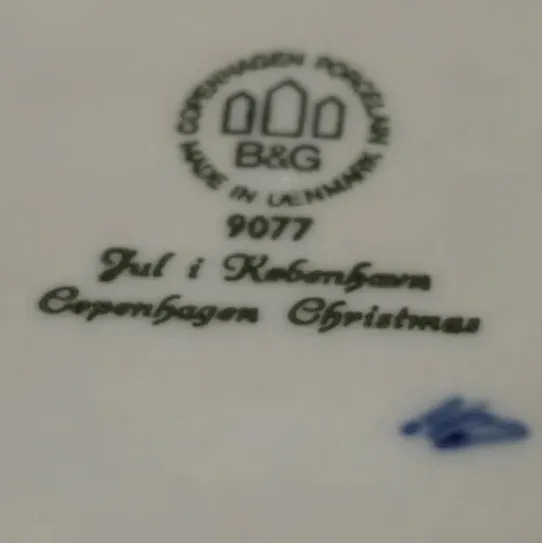 COPENHAGEN PORCELAIN
B&G
MADE IN DENMARK
9077
Jul i København
Copenhagen Christmas